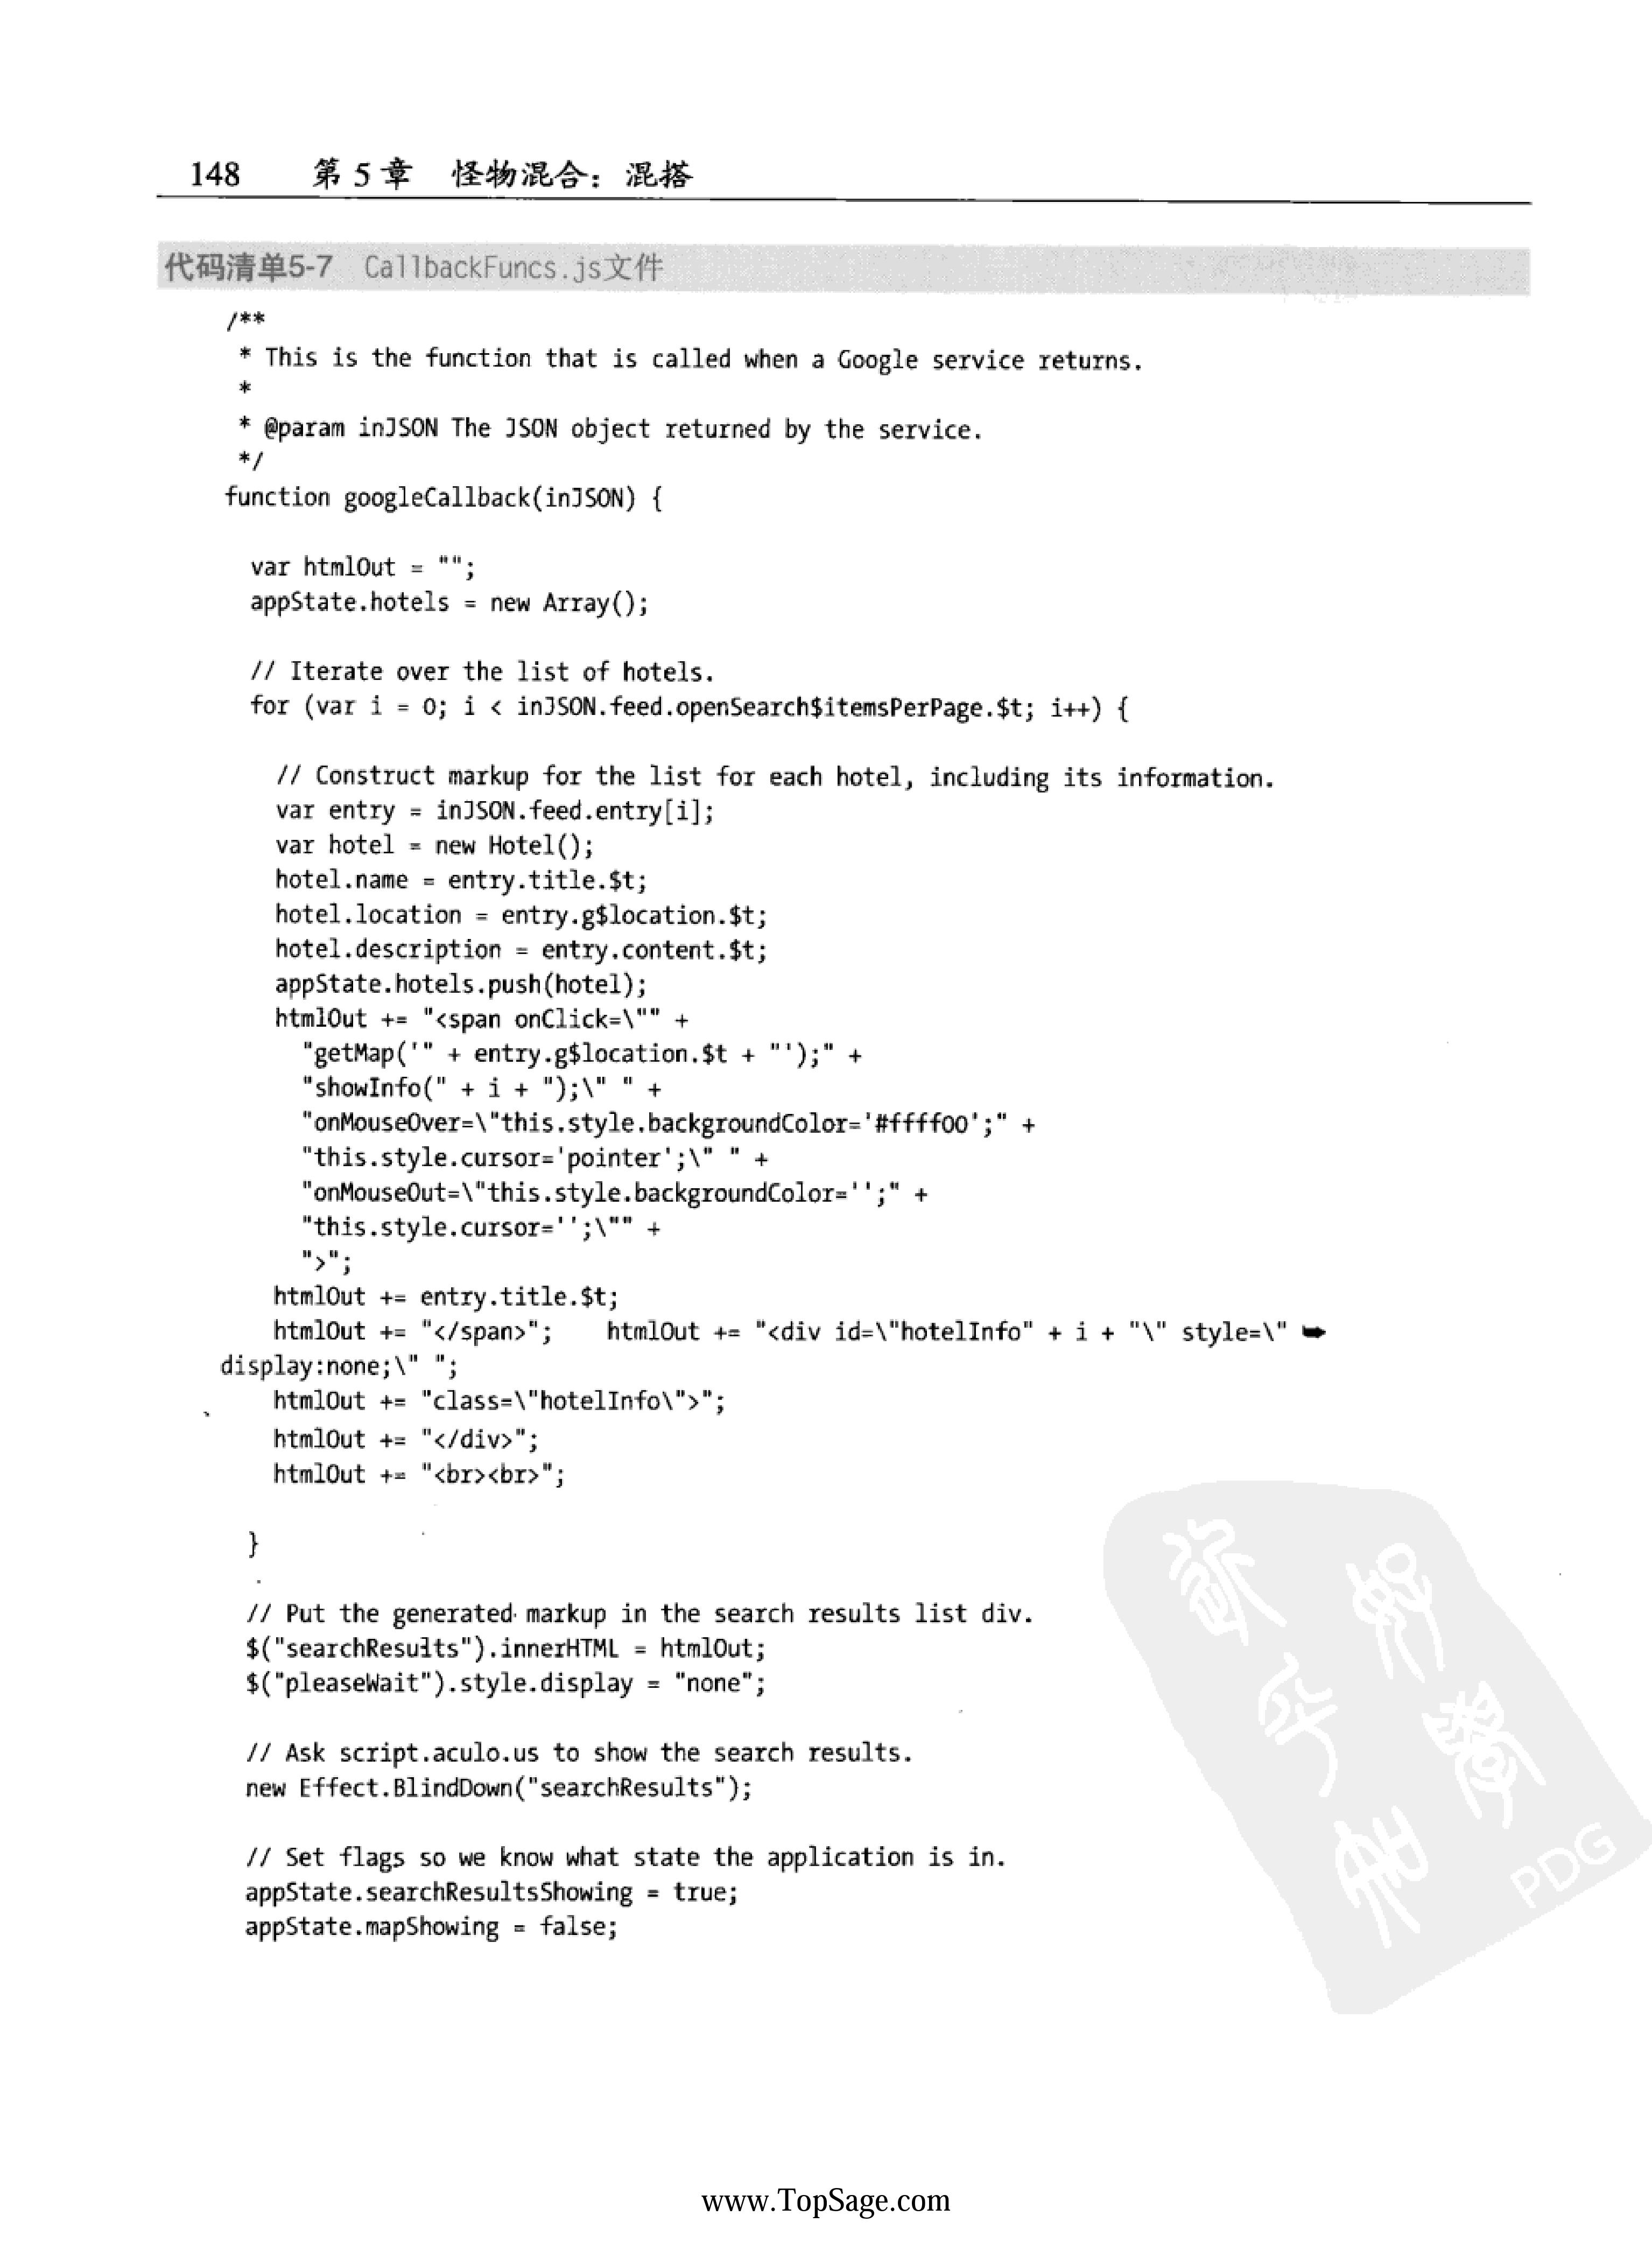 148 第 5 章 怪物混合：混搭
代码清单5-7 CallbackFuncs.js文件
/**
 * This is the function that is called when a Google service returns.
 *
 * @param inJSON The JSON object returned by the service.
 */
function googleCallback(inJSON) {
  var htmlOut = "";
  appState.hotels = new Array();
  // Iterate over the list of hotels.
  for (var i = 0; i < inJSON.feed.openSearch$itemsPerPage.$t; i++) {
    // Construct markup for the list for each hotel, including its information.
    var entry = inJSON.feed.entry[i];
    var hotel = new Hotel();
    hotel.name = entry.title.$t;
    hotel.location = entry.g$location.$t;
    hotel.description = entry.content.$t;
    appState.hotels.push(hotel);
    htmlOut += "<span onClick=\"" +
      "getMap('" + entry.g$location.$t + "');" +
      "showInfo(" + i + ");\" " +
      "onMouseOver=\"this.style.backgroundColor='#ffff00';" +
      "this.style.cursor='pointer';\" " +
      "onMouseOut=\"this.style.backgroundColor='';" +
      "this.style.cursor='';\"" +
      ">";
    htmlOut += entry.title.$t;
    htmlOut += "</span>";    htmlOut += "<div id=\"hotelInfo" + i + "\" style=\" ➥
display:none;\" ";
    htmlOut += "class=\"hotelInfo\">";
    htmlOut += "</div>";
    htmlOut += "<br><br>";
  }
  // Put the generated markup in the search results list div.
  $("searchResults").innerHTML = htmlOut;
  $("pleaseWait").style.display = "none";
  // Ask script.aculo.us to show the search results.
  new Effect.BlindDown("searchResults");
  // Set flags so we know what state the application is in.
  appState.searchResultsShowing = true;
  appState.mapShowing = false;
PDG
www.TopSage.com